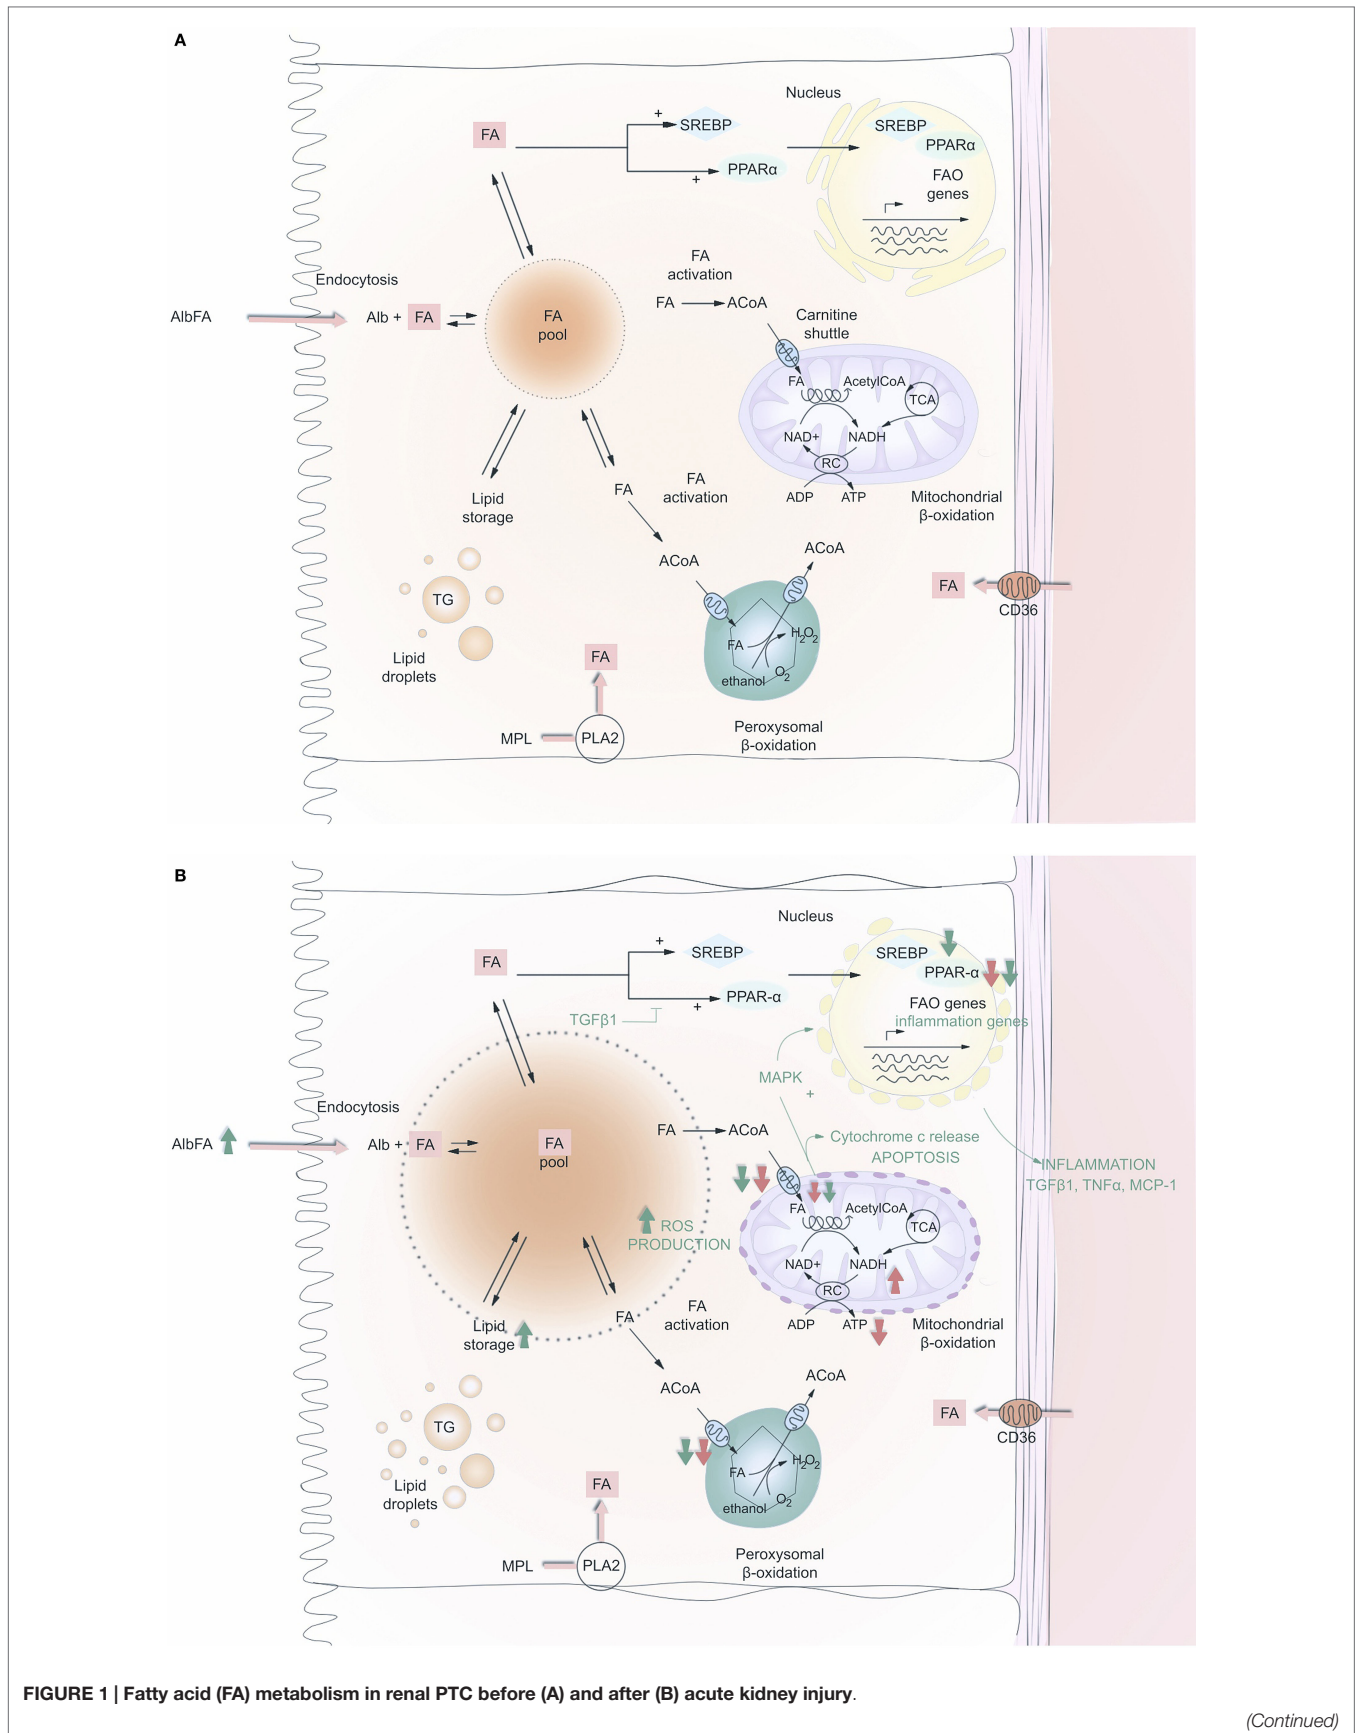 A
Nucleus
FA
+
SREBP
PPARα
+
SREBP
PPARα
FAO
genes
FA
activation
Endocytosis
AlbFA
Alb + FA
FA
pool
FA
ACoA
Carnitine
shuttle
FA
AcetylCoA
TCA
NAD+
NADH
RC
ADP
ATP
Mitochondrial
β-oxidation
Lipid
storage
FA
FA
activation
ACoA
ACoA
TG
Lipid
droplets
FA
H2O2
O2
ethanol
Peroxysomal
β-oxidation
FA
CD36
FA
MPL
PLA2
B
Nucleus
FA
+
SREBP
PPAR-α
+
TGFβ1
SREBP
PPAR-α
FAO genes
inflammation genes
MAPK
+
Endocytosis
AlbFA
Alb + FA
FA
pool
FA
ACoA
Cytochrome c release
APOPTOSIS
INFLAMMATION
TGFβ1, TNFα, MCP-1
ROS
PRODUCTION
FA
AcetylCoA
TCA
NAD+
NADH
RC
ADP
ATP
Mitochondrial
β-oxidation
Lipid
storage
FA
FA
activation
ACoA
ACoA
TG
Lipid
droplets
FA
H2O2
O2
ethanol
Peroxysomal
β-oxidation
FA
CD36
FA
MPL
PLA2
FIGURE 1 | Fatty acid (FA) metabolism in renal PTC before (A) and after (B) acute kidney injury.
(Continued)